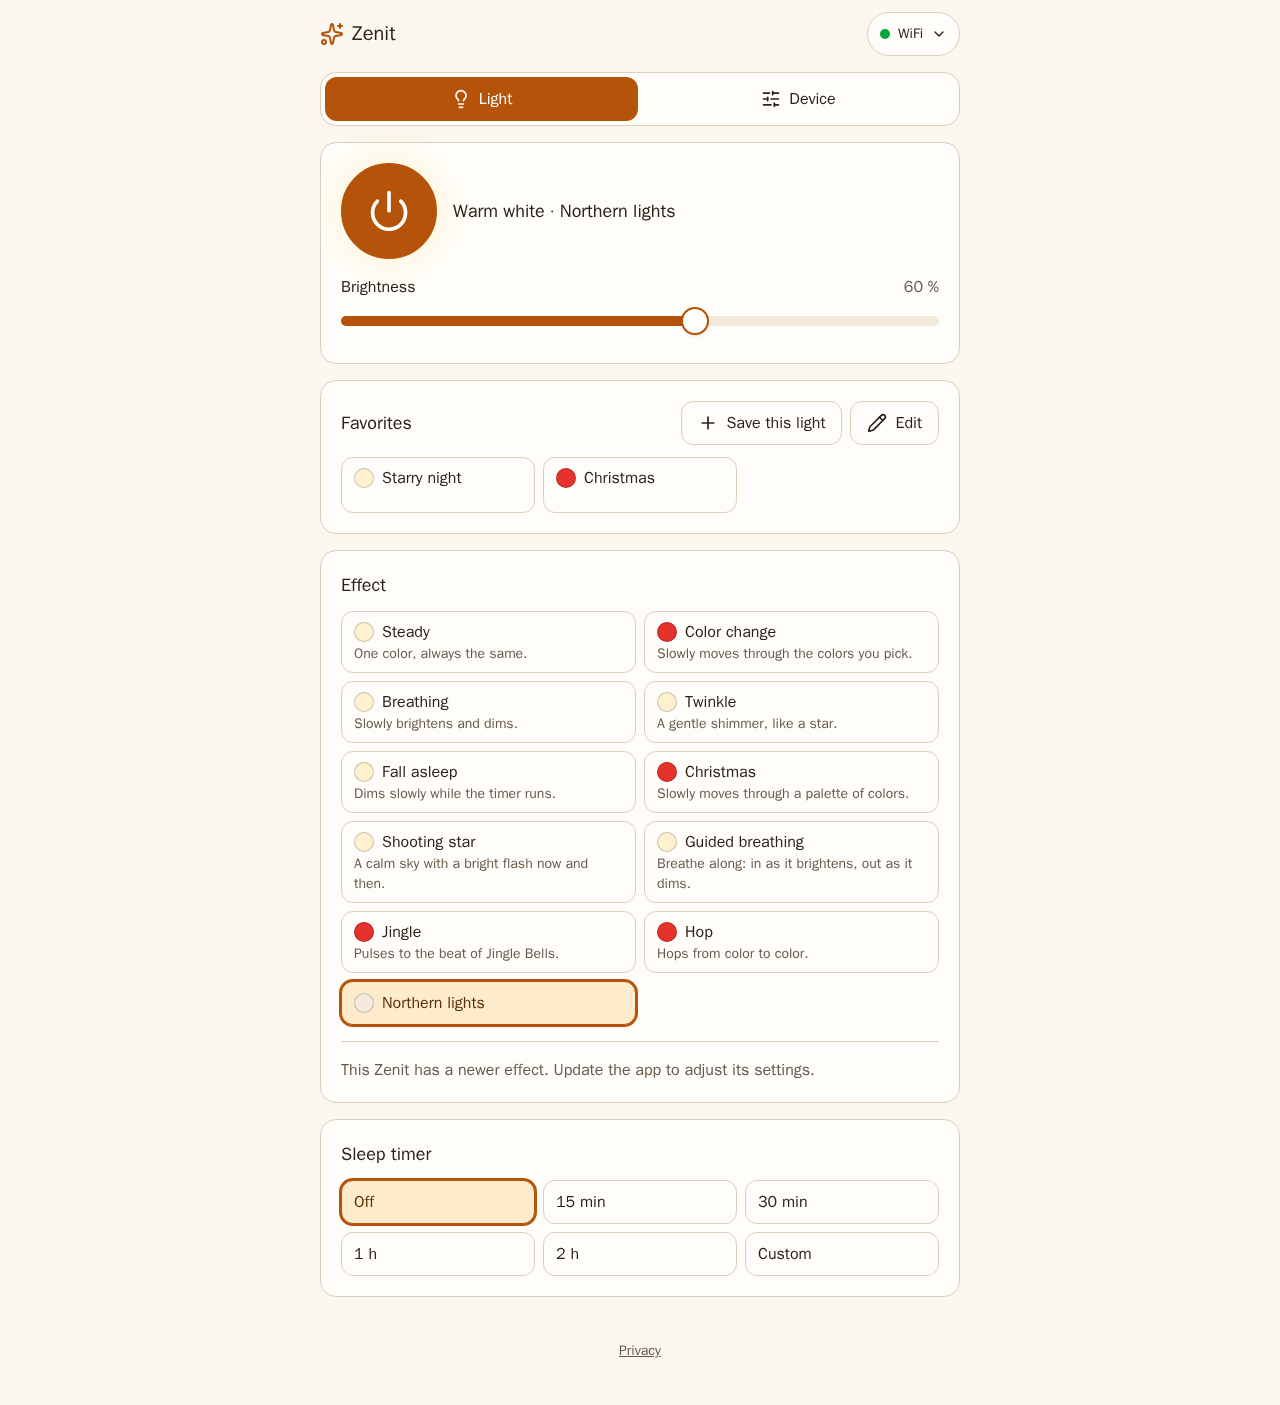 Zenit
WiFi
Light
Device
Warm white · Northern lights
Brightness
60 %
Favorites
Save this light
Edit
Starry night
Christmas
Effect
Steady
One color, always the same.
Color change
Slowly moves through the colors you pick.
Breathing
Slowly brightens and dims.
Twinkle
A gentle shimmer, like a star.
Fall asleep
Dims slowly while the timer runs.
Christmas
Slowly moves through a palette of colors.
Shooting star
A calm sky with a bright flash now and
then.
Guided breathing
Breathe along: in as it brightens, out as it
dims.
Jingle
Pulses to the beat of Jingle Bells.
Hop
Hops from color to color.
Northern lights
This Zenit has a newer effect. Update the app to adjust its settings.
Sleep timer
Off
15 min
30 min
1 h
2 h
Custom
Privacy